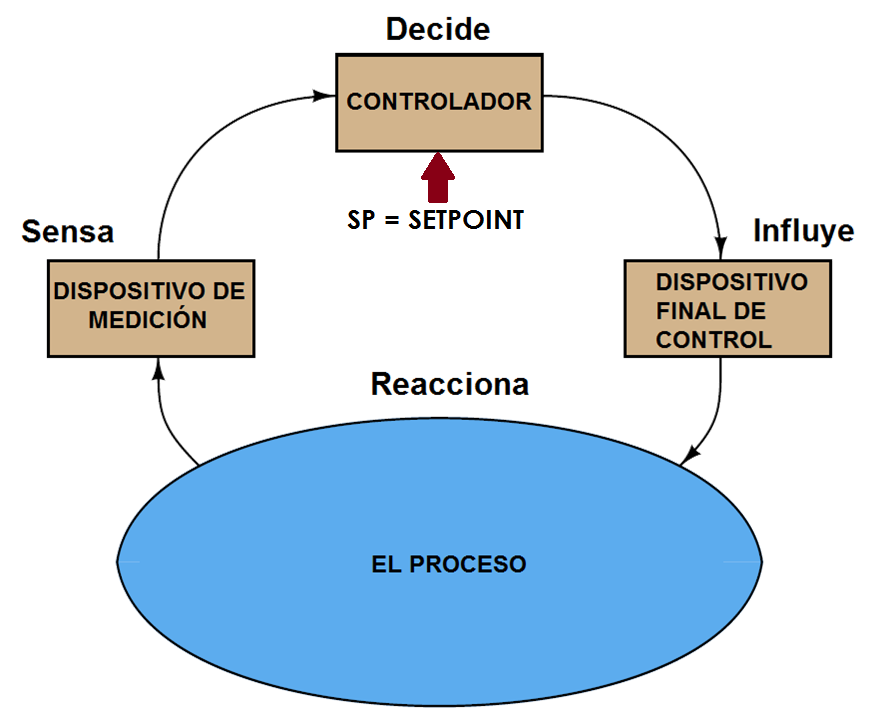 Decide
CONTROLADOR
SP = SETPOINT
Sensa
Influye
DISPOSITIVO DE
MEDICIÓN
DISPOSITIVO
FINAL DE
CONTROL
Reacciona
EL PROCESO